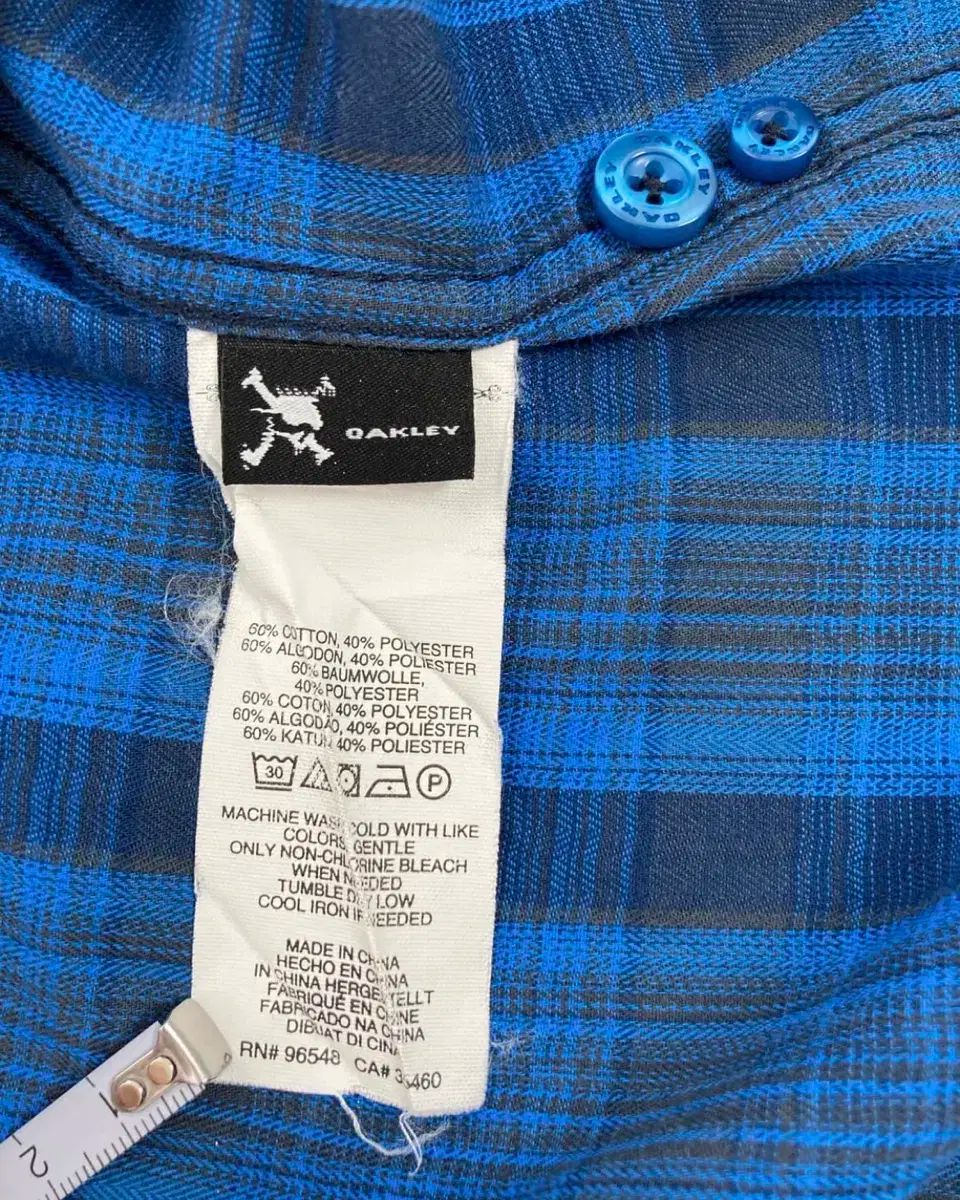 OAKLEY OAKLEY
OAKLEY
OAKLEY
60% COTTON, 40% POLYESTER
60% ALGODON, 40% POLIESTER
60% BAUMWOLLE,
40% POLYESTER
60% COTON, 40% POLYESTER
60% ALGODÃO, 40% POLIÉSTER
60% KATUN, 40% POLIESTER
30 P
MACHINE WASH COLD WITH LIKE
COLORS, GENTLE
ONLY NON-CHLORINE BLEACH
WHEN NEEDED
TUMBLE DRY LOW
COOL IRON IF NEEDED
MADE IN CHINA
HECHO EN CHINA
IN CHINA HERGESTELLT
FABRIQUÉ EN CHINE
FABRICADO NA CHINA
DIBUAT DI CINA
RN# 96548 CA#
2